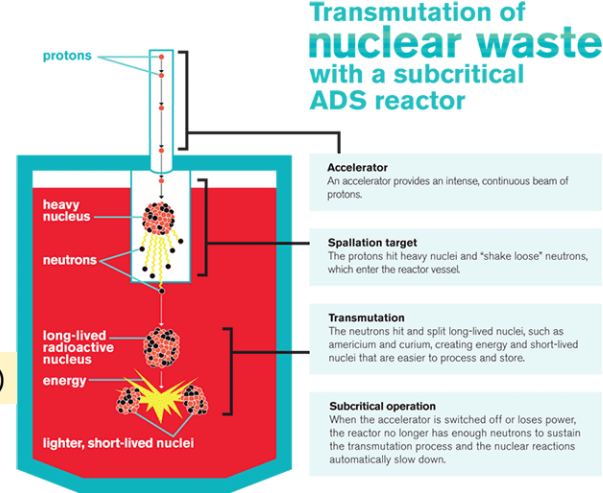 Transmutation of
nuclear waste
with a subcritical
ADS reactor
protons
Accelerator
An accelerator provides an intense, continuous beam of
protons.
heavy
nucleus
neutrons
Spallation target
The protons hit heavy nuclei and “shake loose” neutrons,
which enter the reactor vessel.
long-lived
radioactive
nucleus
energy
lighter, short-lived nuclei
Transmutation
The neutrons hit and split long-lived nuclei, such as
americium and curium, creating energy and short-lived
nuclei that are easier to process and store.
Subcritical operation
When the accelerator is switched off or loses power,
the reactor no longer has enough neutrons to sustain
the transmutation process and the nuclear reactions
automatically slow down.
)